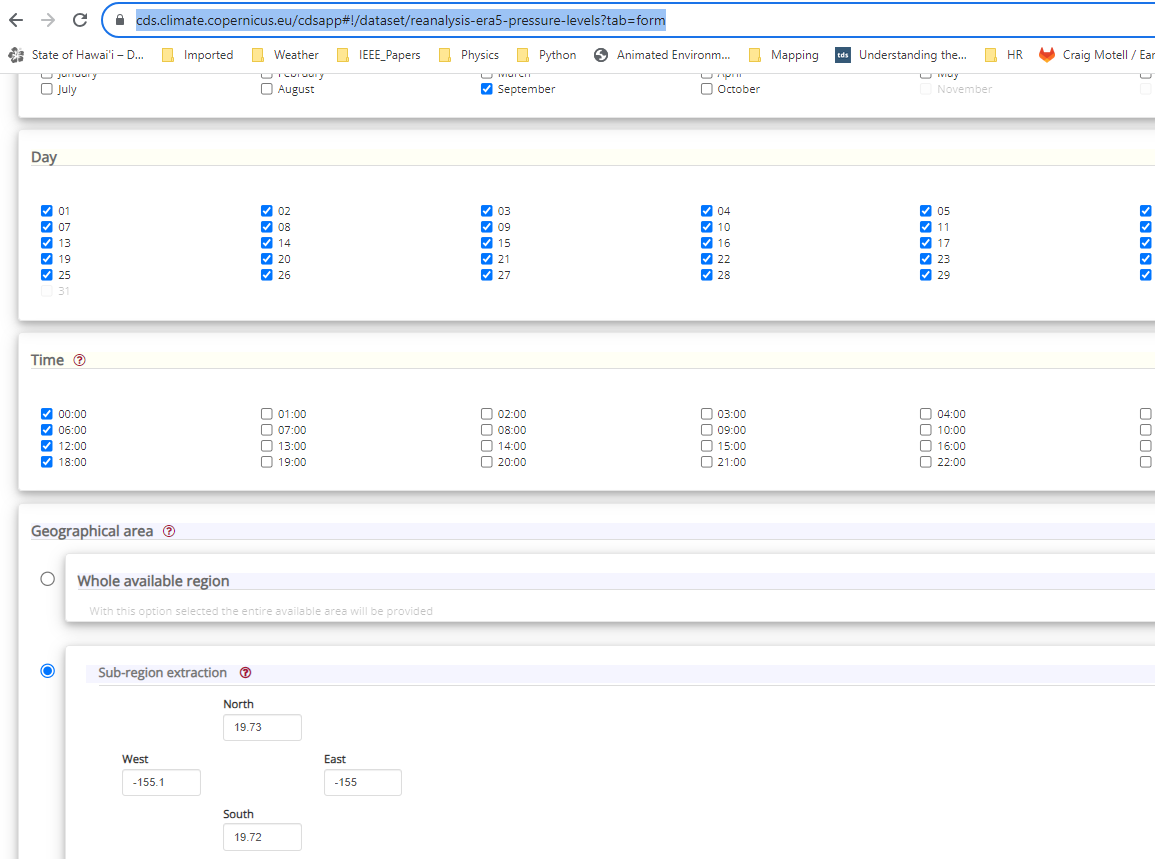 cds.climate.copernicus.eu/cdsapp#!/dataset/reanalysis-era5-pressure-levels?tab=form
State of Hawai'i – D... Imported Weather IEEE_Papers Physics Python Animated Environm... Mapping tds Understanding the... HR Craig Motell / Ear
January February March April May
July August September October November
Day
01 02 03 04 05
07 08 09 10 11
13 14 15 16 17
19 20 21 22 23
25 26 27 28 29
31
Time ?
00:00 01:00 02:00 03:00 04:00
06:00 07:00 08:00 09:00 10:00
12:00 13:00 14:00 15:00 16:00
18:00 19:00 20:00 21:00 22:00
Geographical area ?
Whole available region
With this option selected the entire available area will be provided
Sub-region extraction ?
North
19.73
West East
-155.1 -155
South
19.72